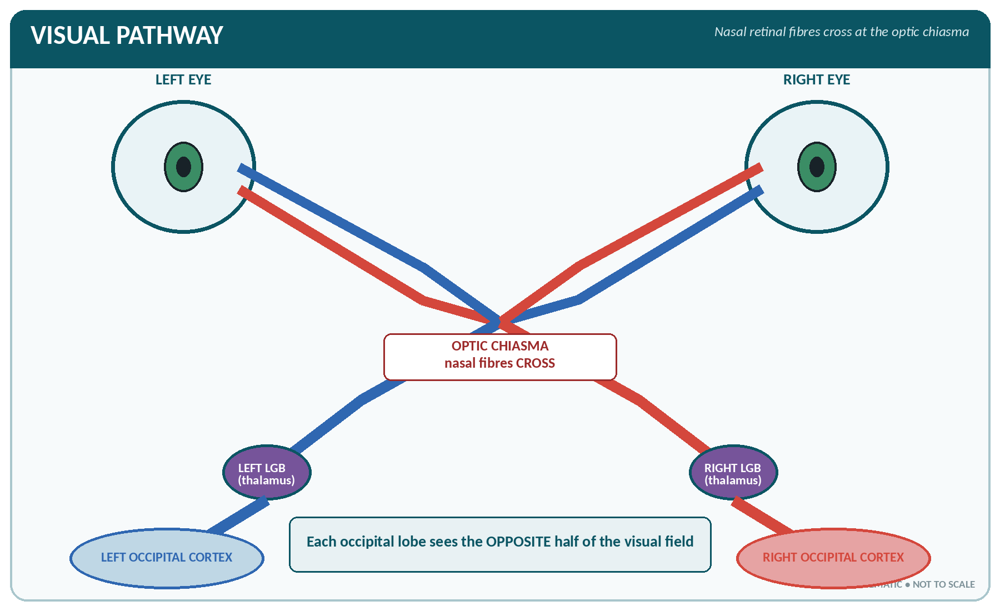 VISUAL PATHWAY
Nasal retinal fibres cross at the optic chiasma
LEFT EYE
RIGHT EYE
OPTIC CHIASMA
nasal fibres CROSS
LEFT LGB
(thalamus)
RIGHT LGB
(thalamus)
Each occipital lobe sees the OPPOSITE half of the visual field
LEFT OCCIPITAL CORTEX
RIGHT OCCIPITAL CORTEX
• NOT TO SCALE